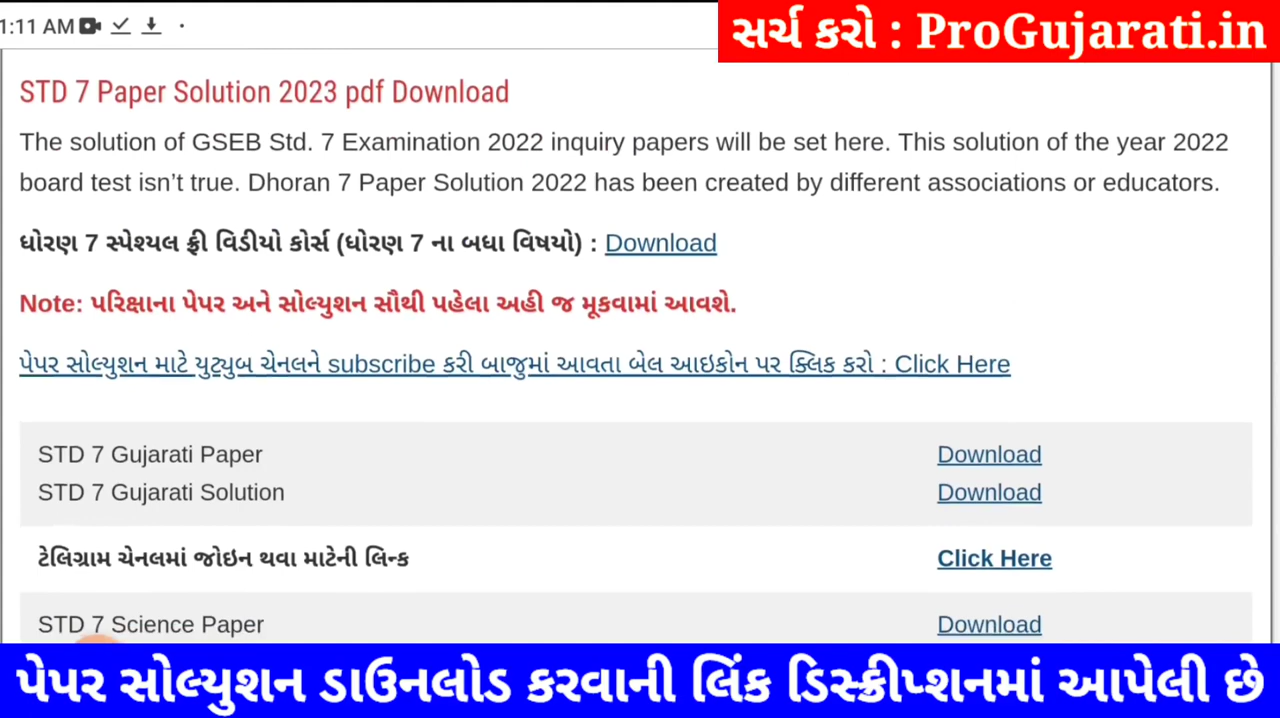 1:11 AM
સર્ચ કરો : ProGujarati.in
STD 7 Paper Solution 2023 pdf Download
The solution of GSEB Std. 7 Examination 2022 inquiry papers will be set here. This solution of the year 2022
board test isn’t true. Dhoran 7 Paper Solution 2022 has been created by different associations or educators.
ધોરણ 7 સ્પેશ્યલ ફ્રી વિડીયો કોર્સ (ધોરણ 7 ના બધા વિષયો) : Download
Note: પરિક્ષાના પેપર અને સોલ્યુશન સૌથી પહેલા અહી જ મૂકવામાં આવશે.
પેપર સોલ્યુશન માટે યુટ્યુબ ચેનલને subscribe કરી બાજુમાં આવતા બેલ આઇકોન પર ક્લિક કરો : Click Here
STD 7 Gujarati Paper Download
STD 7 Gujarati Solution Download
ટેલિગ્રામ ચેનલમાં જોઇન થવા માટેની લિન્ક Click Here
STD 7 Science Paper Download
પેપર સોલ્યુશન ડાઉનલોડ કરવાની લિંક ડિસ્ક્રીપ્શનમાં આપેલી છે